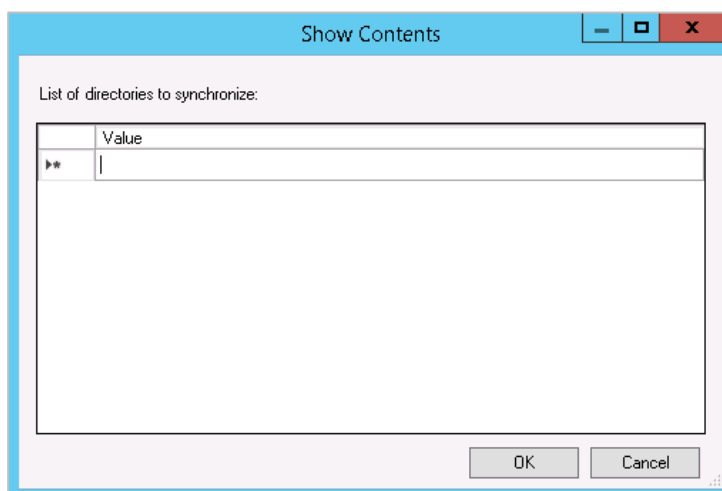 Show Contents
List of directories to synchronize:
Value
OK
Cancel